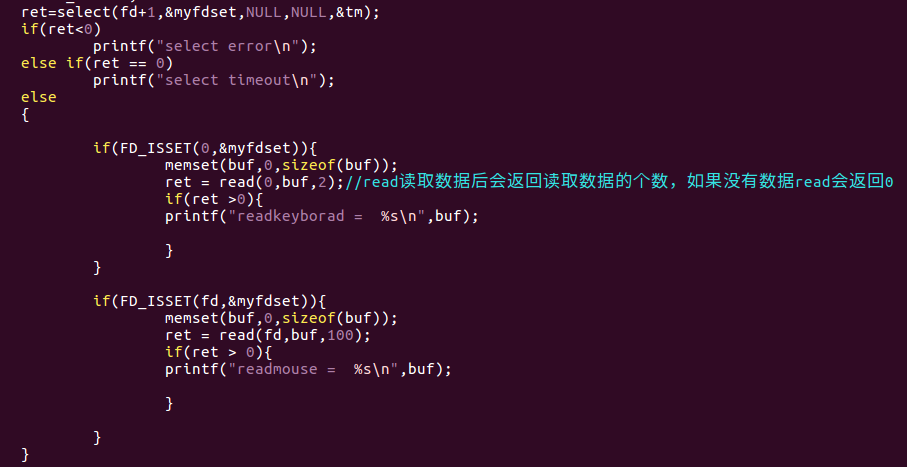 ret=select(fd+1,&myfdset,NULL,NULL,&tm);
if(ret<0)
printf("select error\n");
else if(ret == 0)
printf("select timeout\n");
else
{
if(FD_ISSET(0,&myfdset)){
memset(buf,0,sizeof(buf));
ret = read(0,buf,2);//read读取数据后会返回读取数据的个数，如果没有数据read会返回0
if(ret >0){
printf("readkeyborad =  %s\n",buf);
}
}
if(FD_ISSET(fd,&myfdset)){
memset(buf,0,sizeof(buf));
ret = read(fd,buf,100);
if(ret > 0){
printf("readmouse =  %s\n",buf);
}
}
}